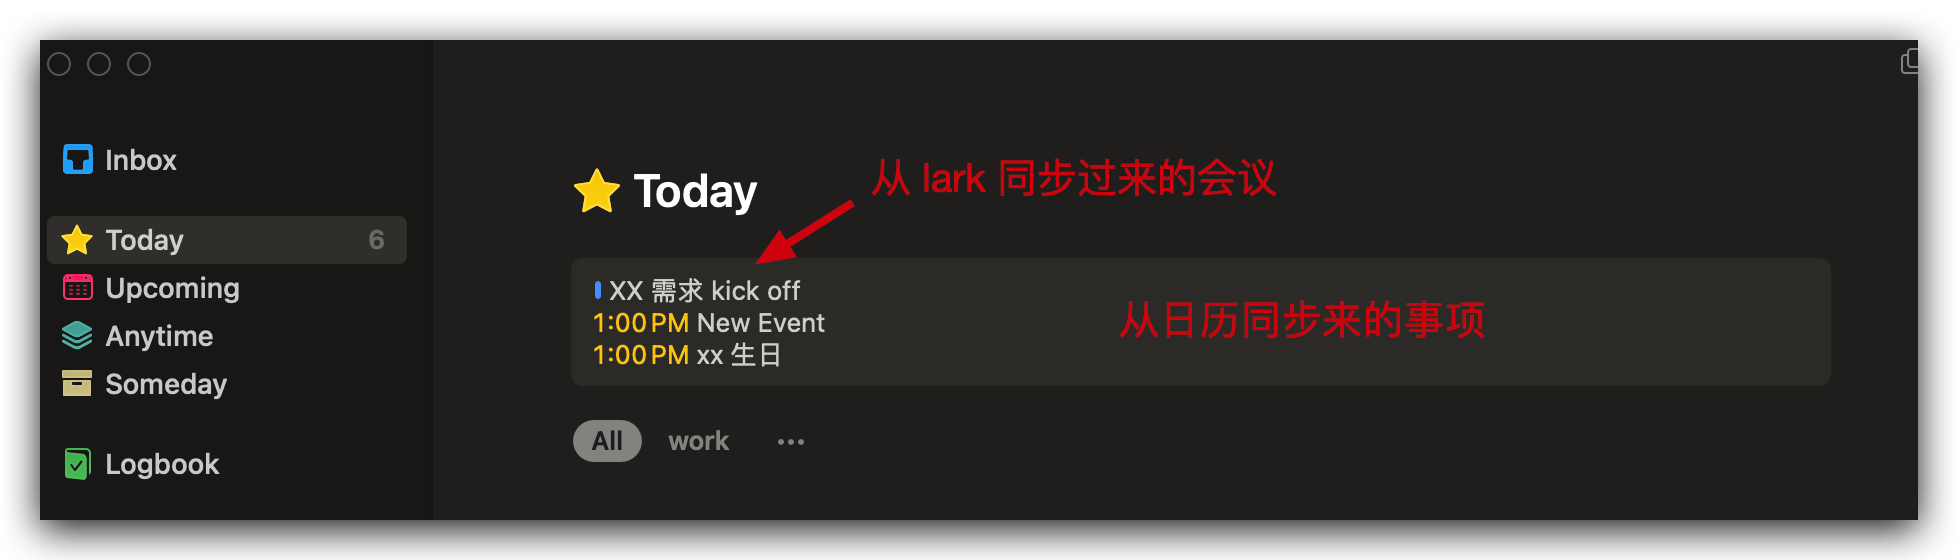 Inbox
Today 6
Upcoming
Anytime
Someday
Logbook
Today
从 lark 同步过来的会议
XX 需求 kick off
1:00 PM New Event
1:00 PM xx 生日
从日历同步来的事项
All work •••